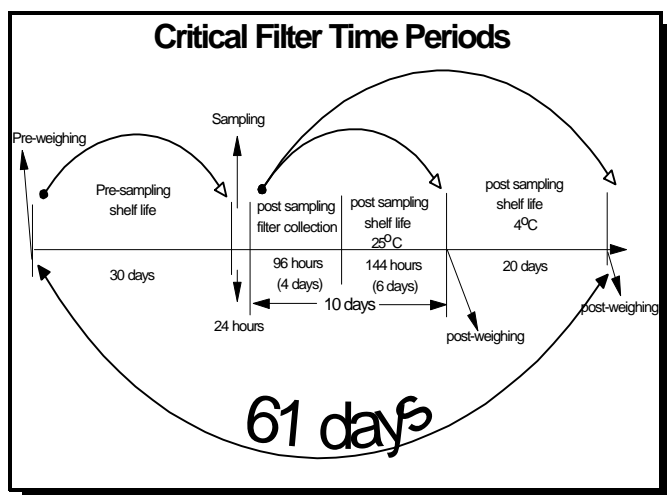 Critical Filter Time Periods
Sampling
Pre-weighing
Pre-sampling
shelf life
post sampling
filter collection
post sampling
shelf life
25°C
post sampling
shelf life
4°C
30 days
96 hours
(4 days)
144 hours
(6 days)
20 days
10 days
24 hours
post-weighing
post-weighing
61 days